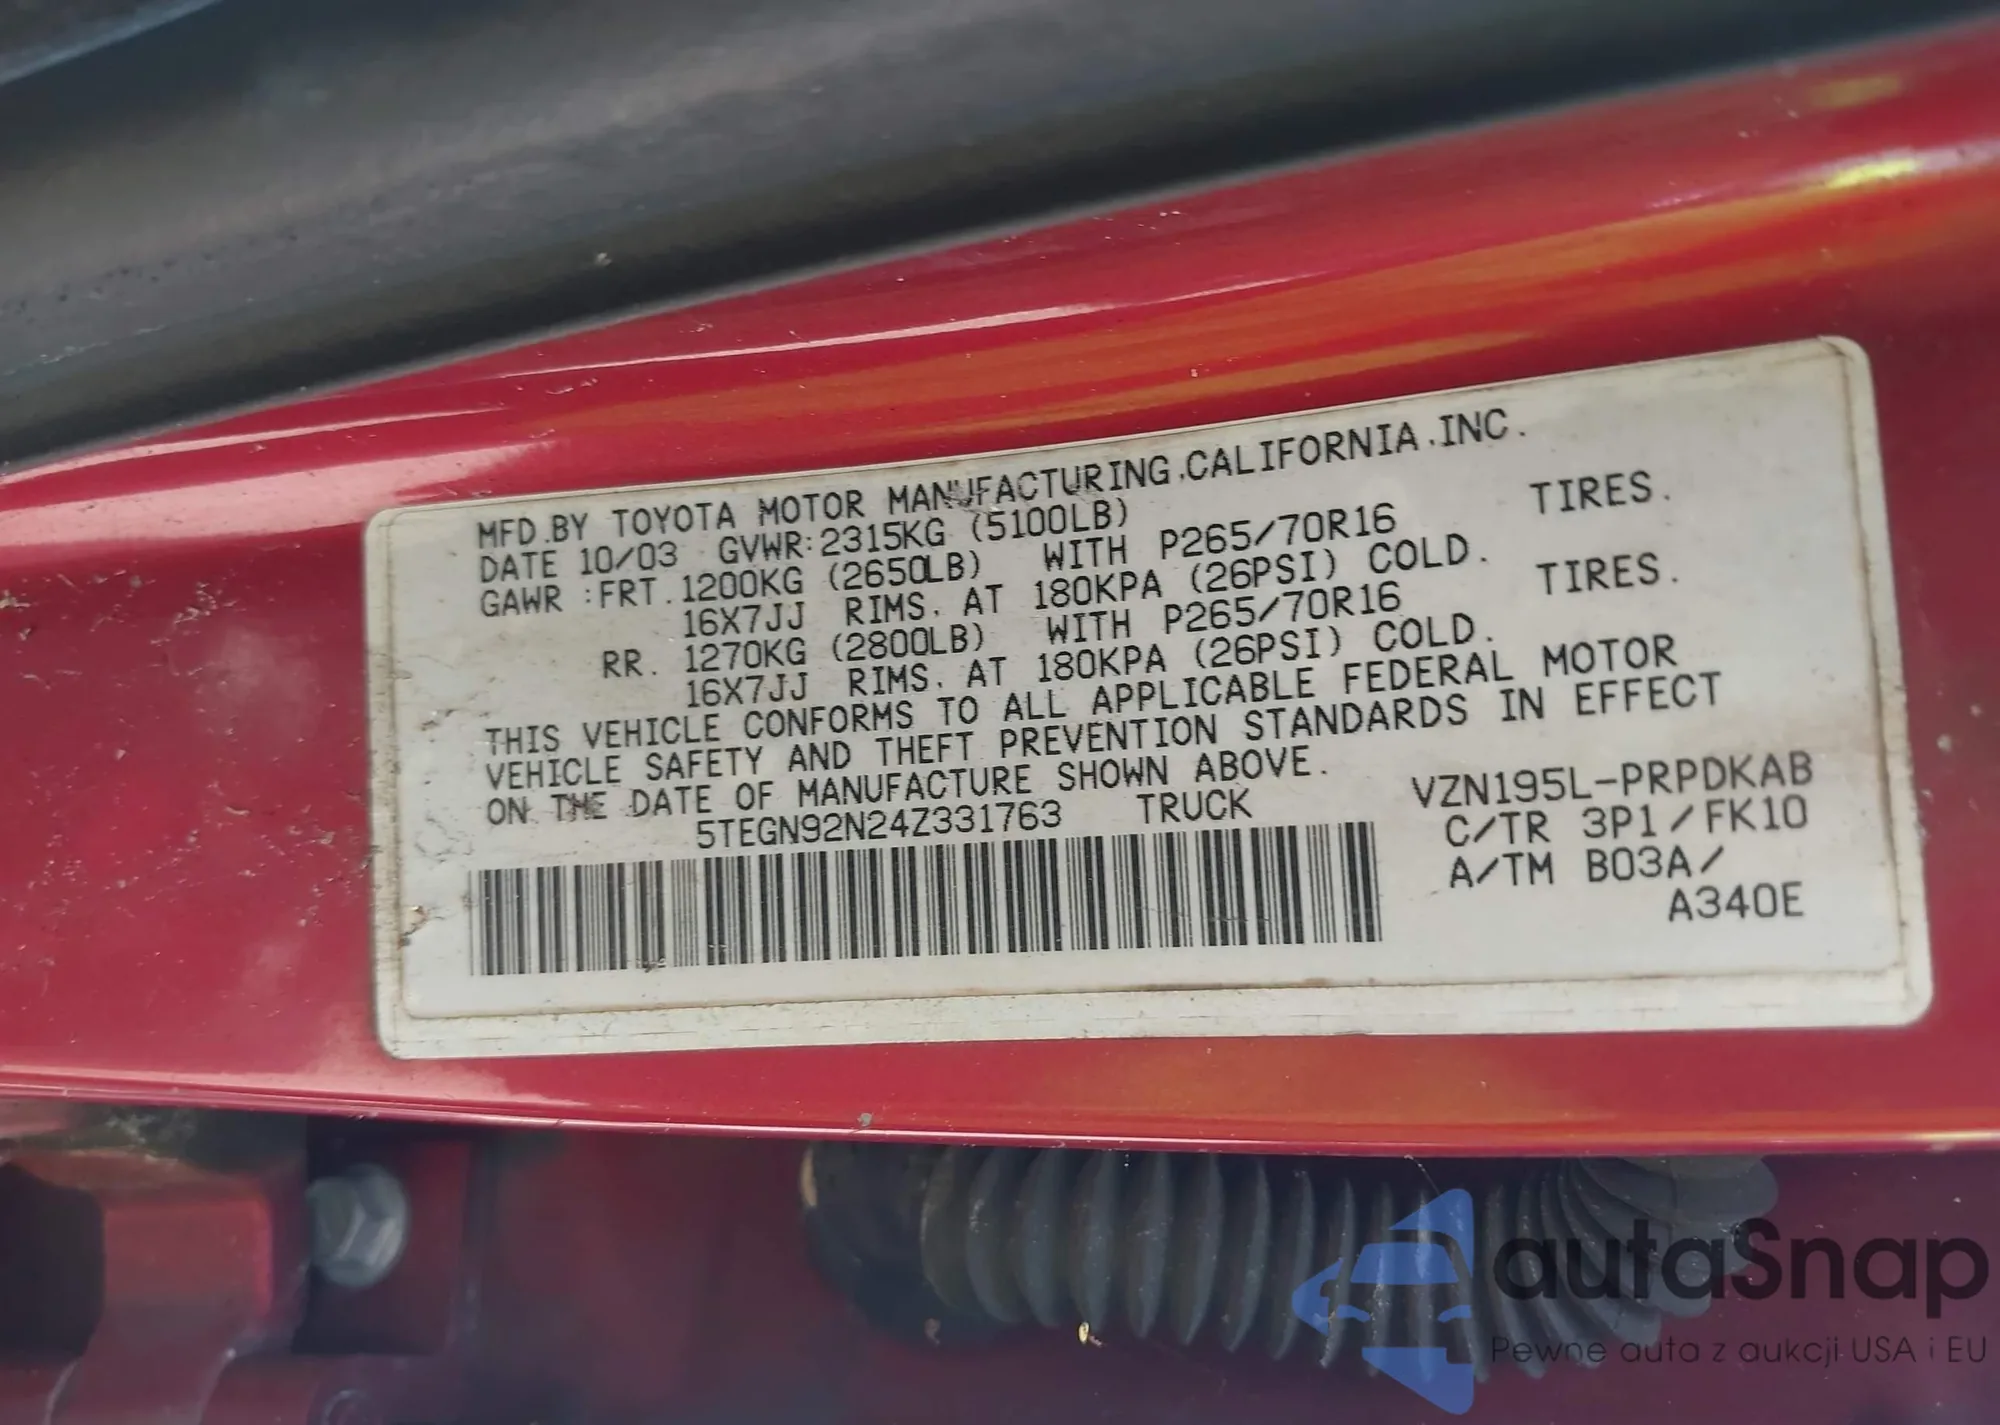 MFD.BY TOYOTA MOTOR MANUFACTURING,CALIFORNIA,INC.
DATE 10/03 GVWR:2315KG (5100LB)
GAWR :FRT.1200KG (2650LB) WITH P265/70R16 TIRES.
16X7JJ RIMS, AT 180KPA (26PSI) COLD.
RR. 1270KG (2800LB) WITH P265/70R16 TIRES.
16X7JJ RIMS, AT 180KPA (26PSI) COLD.
THIS VEHICLE CONFORMS TO ALL APPLICABLE FEDERAL MOTOR
VEHICLE SAFETY AND THEFT PREVENTION STANDARDS IN EFFECT
ON THE DATE OF MANUFACTURE SHOWN ABOVE.
5TEGN92N24Z331763 TRUCK
VZN195L-PRPDKAB
C/TR 3P1/FK10
A/TM B03A/
A340E
autaSnap
Pewne auta z aukcji USA i EU